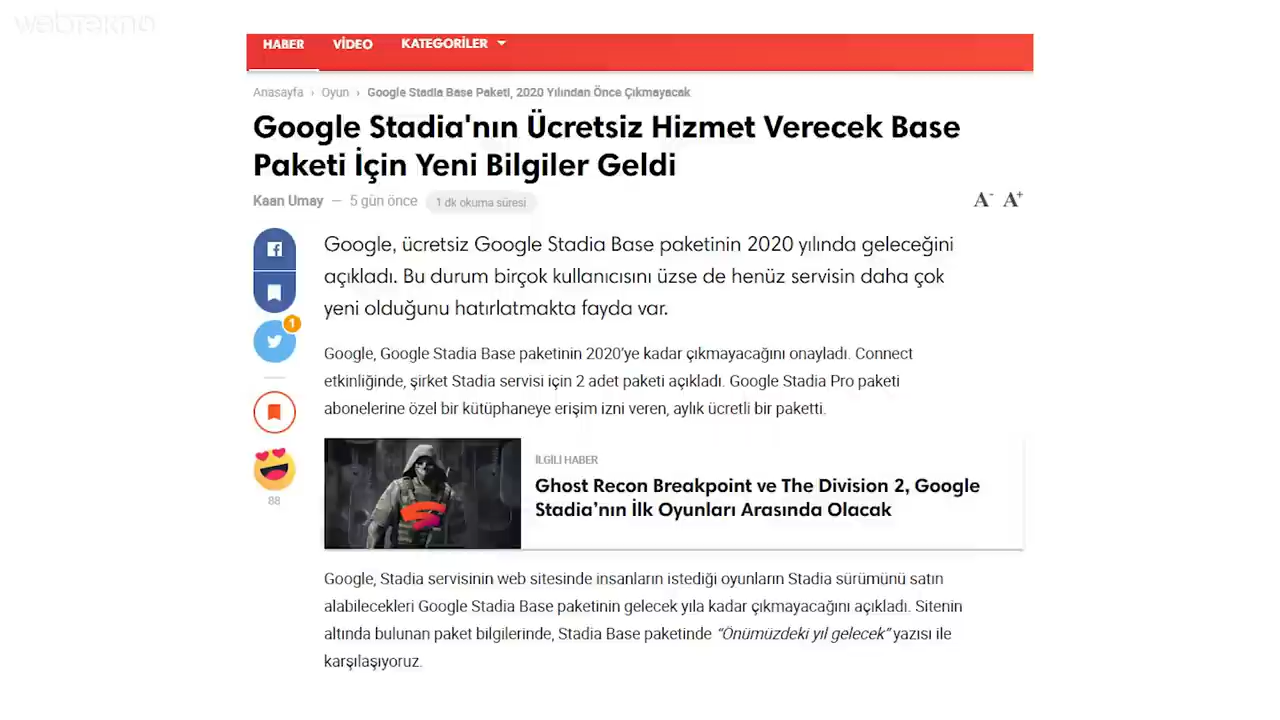 webtekno
HABER VİDEO KATEGORİLER
Anasayfa › Oyun › Google Stadia Base Paketi, 2020 Yılından Önce Çıkmayacak
Google Stadia'nın Ücretsiz Hizmet Verecek Base
Paketi İçin Yeni Bilgiler Geldi
Kaan Umay — 5 gün önce 1 dk okuma süresi
A- A+
Google, ücretsiz Google Stadia Base paketinin 2020 yılında geleceğini
açıkladı. Bu durum birçok kullanıcısını üzse de henüz servisin daha çok
yeni olduğunu hatırlatmakta fayda var.
1
Google, Google Stadia Base paketinin 2020’ye kadar çıkmayacağını onayladı. Connect
etkinliğinde, şirket Stadia servisi için 2 adet paketi açıkladı. Google Stadia Pro paketi
abonelerine özel bir kütüphaneye erişim izni veren, aylık ücretli bir paketti.
88
İLGİLİ HABER
Ghost Recon Breakpoint ve The Division 2, Google
Stadia’nın İlk Oyunları Arasında Olacak
Google, Stadia servisinin web sitesinde insanların istediği oyunların Stadia sürümünü satın
alabilecekleri Google Stadia Base paketinin gelecek yıla kadar çıkmayacağını açıkladı. Sitenin
altında bulunan paket bilgilerinde, Stadia Base paketinde “Önümüzdeki yıl gelecek” yazısı ile
karşılaşıyoruz.